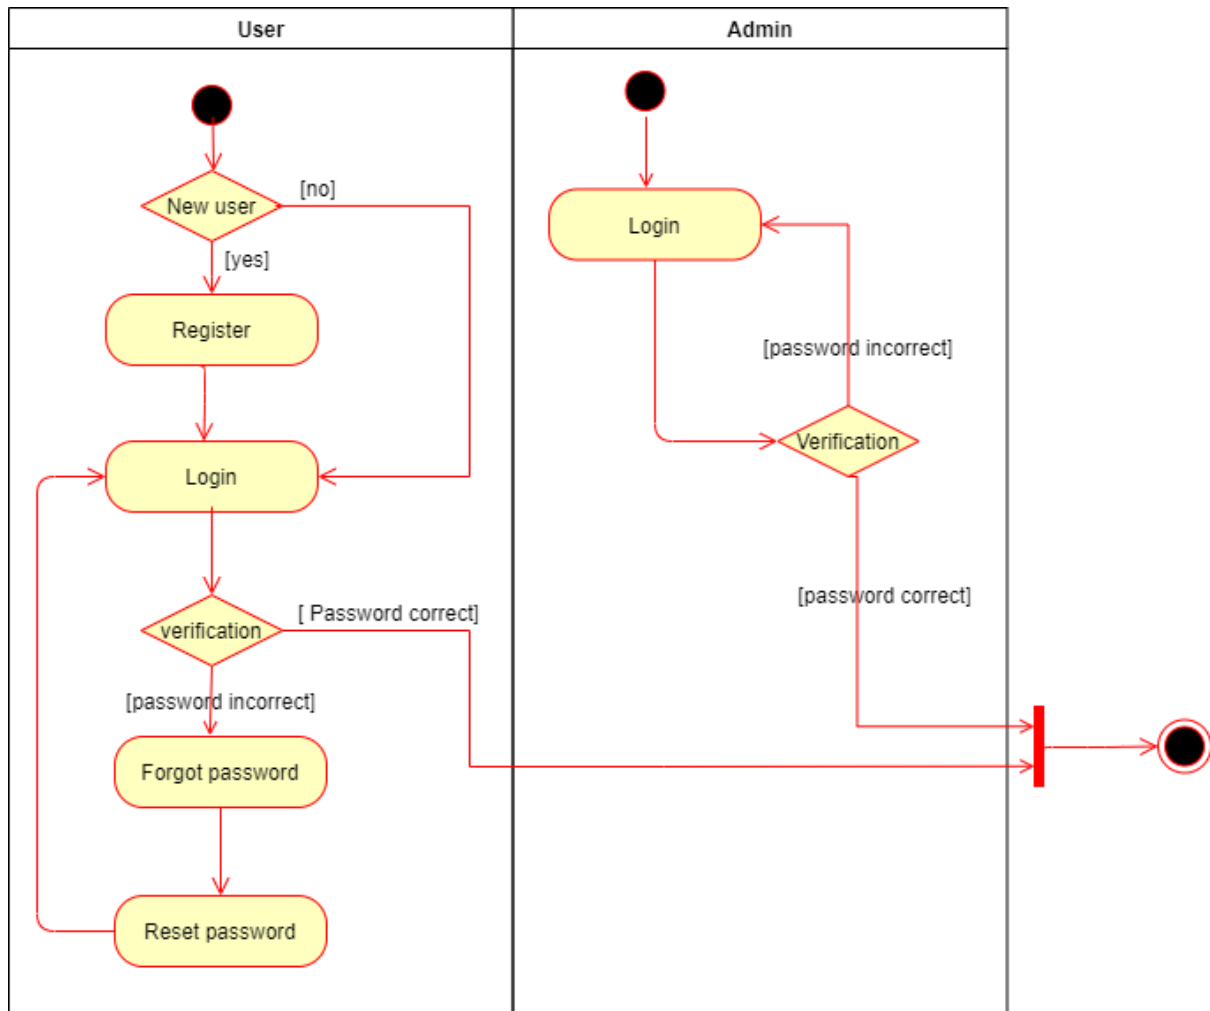 User
Admin
New user
[no]
[yes]
Register
Login
verification
[ Password correct]
[password incorrect]
Forgot password
Reset password
Login
[password incorrect]
Verification
[password correct]